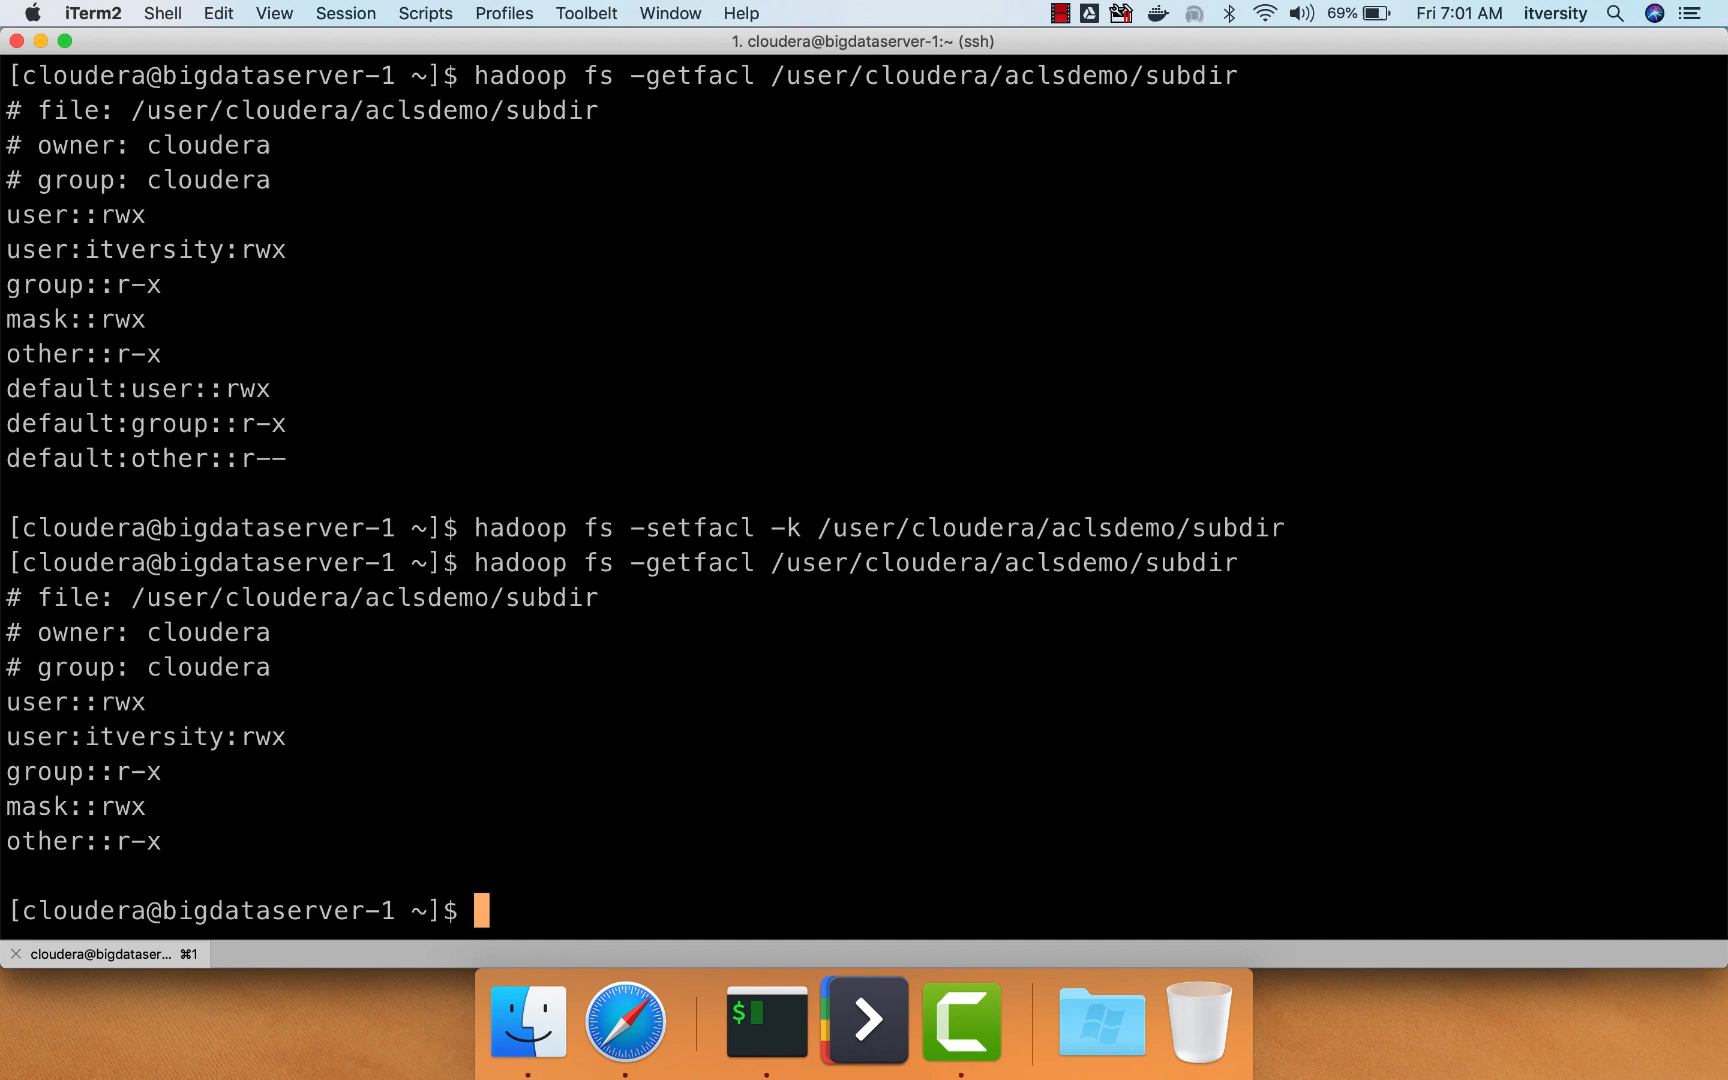 iTerm2 Shell Edit View Session Scripts Profiles Toolbelt Window Help 69% Fri 7:01 AM itversity
1. cloudera@bigdataserver-1:~ (ssh)
[cloudera@bigdataserver-1 ~]$ hadoop fs -getfacl /user/cloudera/aclsdemo/subdir
# file: /user/cloudera/aclsdemo/subdir
# owner: cloudera
# group: cloudera
user::rwx
user:itversity:rwx
group::r-x
mask::rwx
other::r-x
default:user::rwx
default:group::r-x
default:other::r--
[cloudera@bigdataserver-1 ~]$ hadoop fs -setfacl -k /user/cloudera/aclsdemo/subdir
[cloudera@bigdataserver-1 ~]$ hadoop fs -getfacl /user/cloudera/aclsdemo/subdir
# file: /user/cloudera/aclsdemo/subdir
# owner: cloudera
# group: cloudera
user::rwx
user:itversity:rwx
group::r-x
mask::rwx
other::r-x
[cloudera@bigdataserver-1 ~]$
cloudera@bigdataser... ⌘1
$